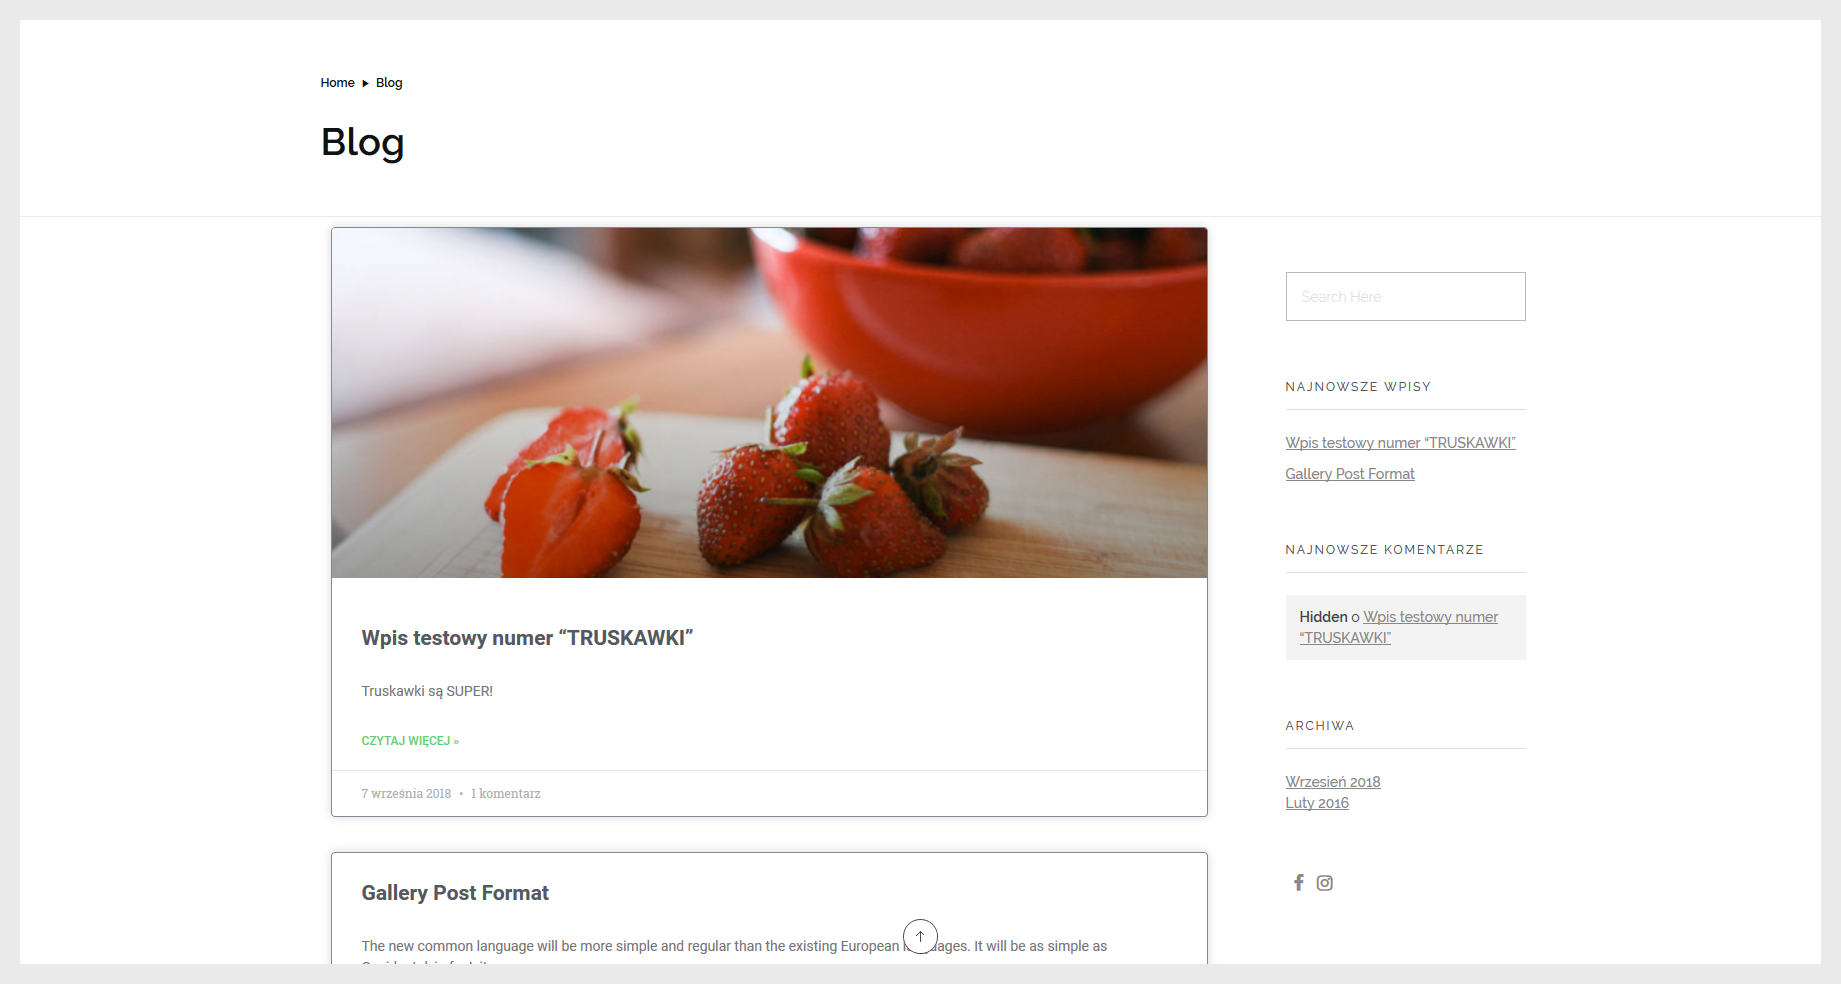 Home ▸ Blog
Blog
Wpis testowy numer “TRUSKAWKI”
Truskawki są SUPER!
CZYTAJ WIĘCEJ »
7 września 2018 • 1 komentarz
Gallery Post Format
The new common language will be more simple and regular than the existing European It will be as simple as
Search Here
NAJNOWSZE WPISY
Wpis testowy numer “TRUSKAWKI”
Gallery Post Format
NAJNOWSZE KOMENTARZE
Hidden o Wpis testowy numer
“TRUSKAWKI”
ARCHIWA
Wrzesień 2018
Luty 2016